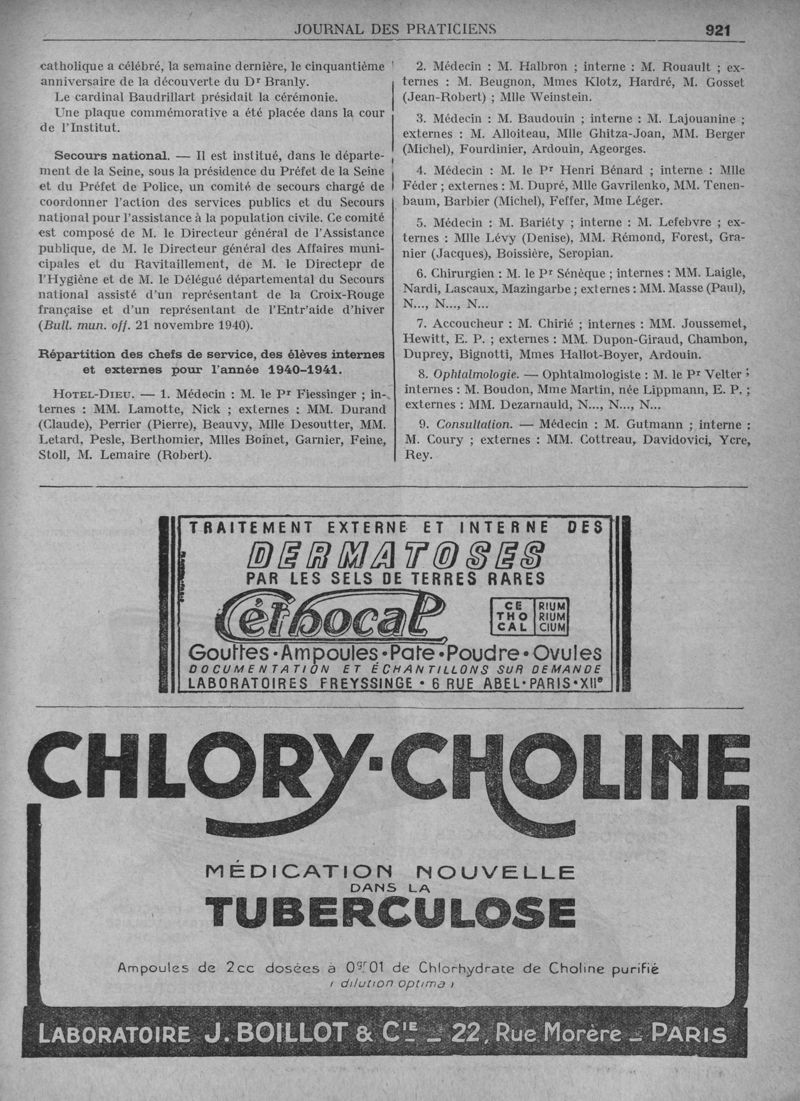 JOURNAL DES PRATICIENS 921
catholique a célébré, la semaine dernière, le cinquantième
anniversaire de la découverte du Dr Branly.
Le cardinal Baudrillart présidait la cérémonie.
Une plaque commémorative a été placée dans la cour
de l'Institut.
Secours national. — Il est institué, dans le départe-
ment de la Seine, sous la présidence du Préfet de la Seine
et du Préfet de Police, un comité de secours chargé de
coordonner l'action des services publics et du Secours
national pour l'assistance à la population civile. Ce comité
est composé de M. le Directeur général de l'Assistance
publique, de M. le Directeur général des Affaires muni-
cipales et du Ravitaillement, de M. le Directepr de
l'Hygiène et de M. le Délégué départemental du Secours
national assisté d'un représentant de la Croix-Rouge
française et d'un représentant de l'Entr'aide d'hiver
(Bull. mun. off. 21 novembre 1940).
Répartition des chefs de service, des élèves internes
et externes pour l'année 1940-1941.
HOTEL-DIEU. — 1. Médecin : M. le Pr Fiessinger ; in-
ternes : MM. Lamotte, Nick ; externes : MM. Durand
(Claude), Perrier (Pierre), Beauvy, Mlle Desoutter, MM.
Letard, Pesle, Berthomier, Mlles Boinet, Garnier, Feine,
Stoll, M. Lemaire (Robert).
2. Médecin : M. Halbron ; interne : M. Rouault ; ex-
ternes : M. Beugnon, Mmes Klotz, Hardré, M. Gosset
(Jean-Robert) ; Mlle Weinstein.
3. Médecin : M. Baudouin ; interne : M. Lajouanine ;
externes : M. Alloiteau, Mlle Ghitza-Joan, MM. Berger
(Michel), Fourdinier, Ardouin, Ageorges.
4. Médecin : M. le Pr Henri Bénard ; interne : Mlle
Féder ; externes : M. Dupré, Mlle Gavrilenko, MM. Tenen-
baum, Barbier (Michel), Feffer, Mme Léger.
5. Médecin : M. Bariéty ; interne : M. Lefebvre ; ex-
ternes : Mlle Lévy (Denise), MM. Rémond, Forest, Gra-
nier (Jacques), Boissière, Seropian.
6. Chirurgien : M. le Pr Sénèque ; internes : MM. Laigle,
Nardi, Lascaux, Mazingarbe ; externes : MM. Masse (Paul),
N..., N..., N...
7. Accoucheur : M. Chirié ; internes : MM. Joussemet,
Hewitt, E. P. ; externes : MM. Dupon-Giraud, Chambon,
Duprey, Bignotti, Mmes Hallot-Boyer, Ardouin.
8. Ophtalmologie. — Ophtalmologiste : M. le Pr Velter ;
internes : M. Boudon, Mme Martin, née Lippmann, E. P. ;
externes : MM. Dezarnauld, N..., N..., N...
9. Consultation. — Médecin : M. Gutmann ; interne :
M. Coury ; externes : MM. Cottreau, Davidovici, Ycre,
Rey.
TRAITEMENT EXTERNE ET INTERNE DES
DERMATOSES
PAR LES SELS DE TERRES RARES
Céthocal
CE RIUM
THO RIUM
CAL CIUM
Gouttes•Ampoules•Pate•Poudre•Ovules
DOCUMENTATION ET ÉCHANTILLONS SUR DEMANDE
LABORATOIRES FREYSSINGE • 6 RUE ABEL•PARIS•XIIe
CHLORY-CHOLINE
MÉDICATION NOUVELLE
DANS LA
TUBERCULOSE
Ampoules de 2cc dosées à 0gr01 de Chlorhydrate de Choline purifié
( dilution optima )
LABORATOIRE J. BOILLOT & CIE — 22, Rue Morère — PARIS